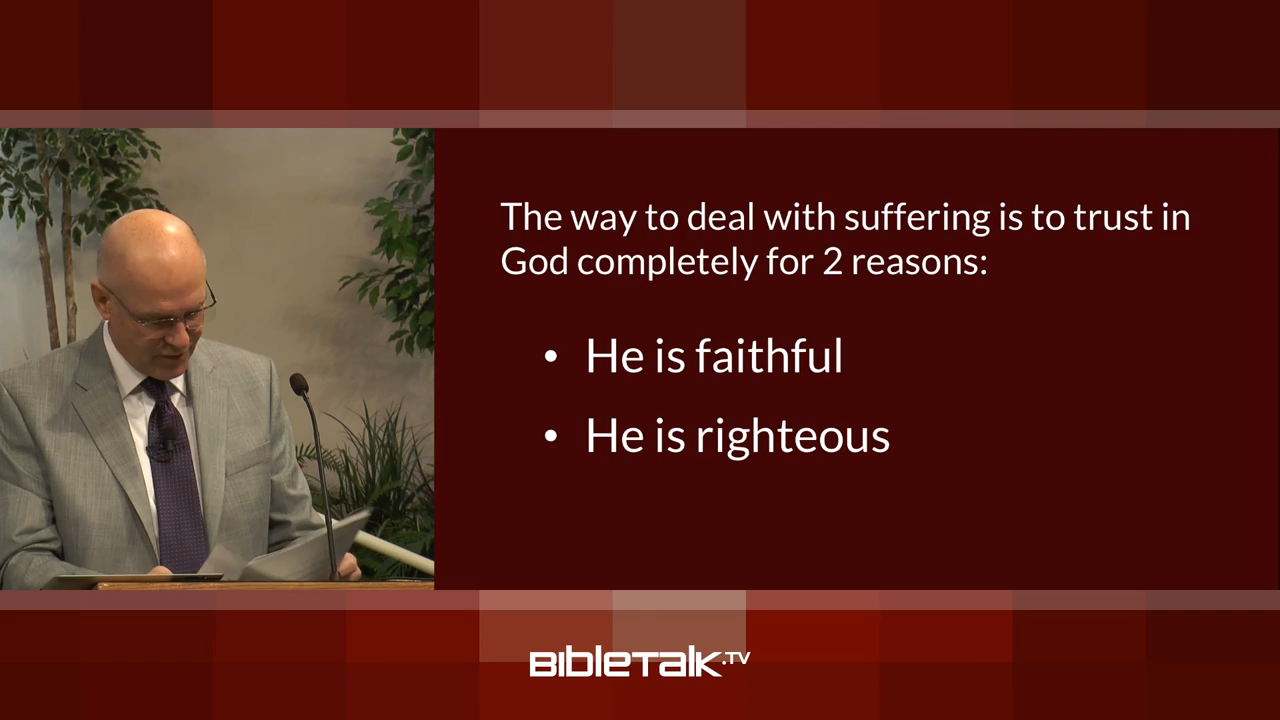 The way to deal with suffering is to trust in
God completely for 2 reasons:
• He is faithful
• He is righteous
BIBLETALK.TV